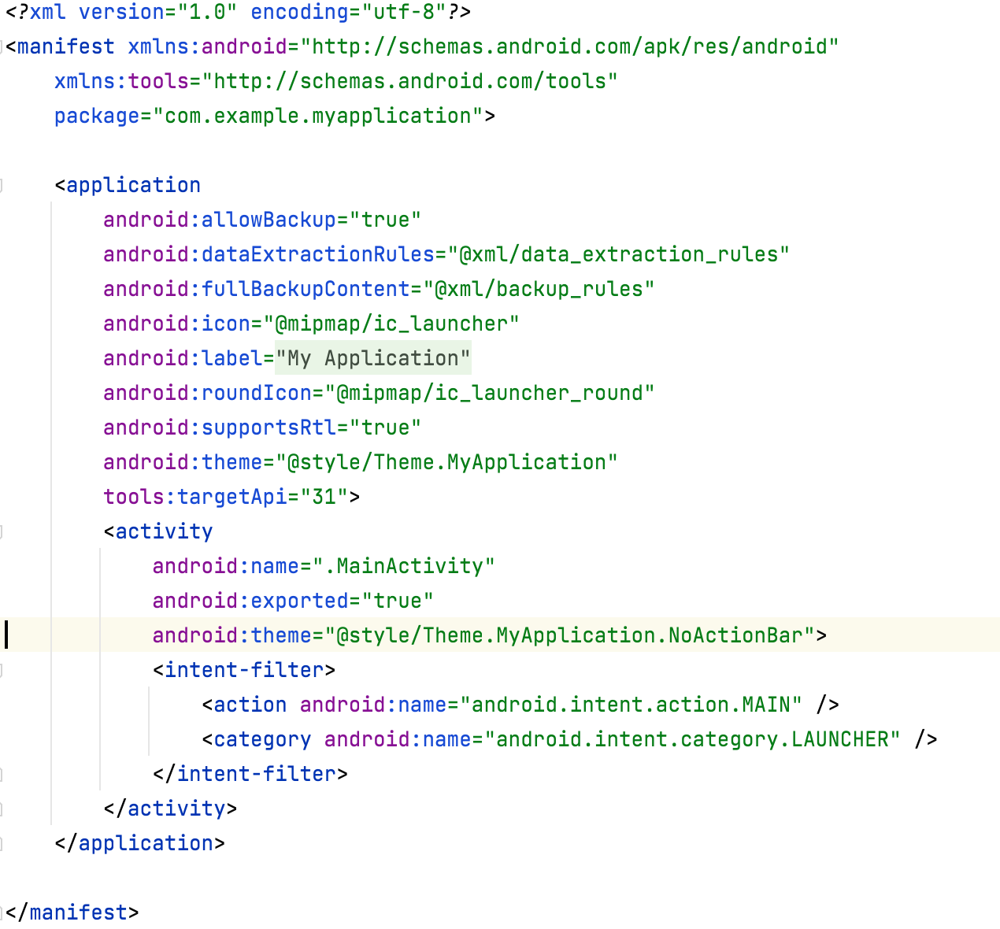 <?xml version="1.0" encoding="utf-8"?>
<manifest xmlns:android="http://schemas.android.com/apk/res/android"
    xmlns:tools="http://schemas.android.com/tools"
    package="com.example.myapplication">

    <application
        android:allowBackup="true"
        android:dataExtractionRules="@xml/data_extraction_rules"
        android:fullBackupContent="@xml/backup_rules"
        android:icon="@mipmap/ic_launcher"
        android:label="My Application"
        android:roundIcon="@mipmap/ic_launcher_round"
        android:supportsRtl="true"
        android:theme="@style/Theme.MyApplication"
        tools:targetApi="31">
        <activity
            android:name=".MainActivity"
            android:exported="true"
            android:theme="@style/Theme.MyApplication.NoActionBar">
            <intent-filter>
                <action android:name="android.intent.action.MAIN" />
                <category android:name="android.intent.category.LAUNCHER" />
            </intent-filter>
        </activity>
    </application>

</manifest>